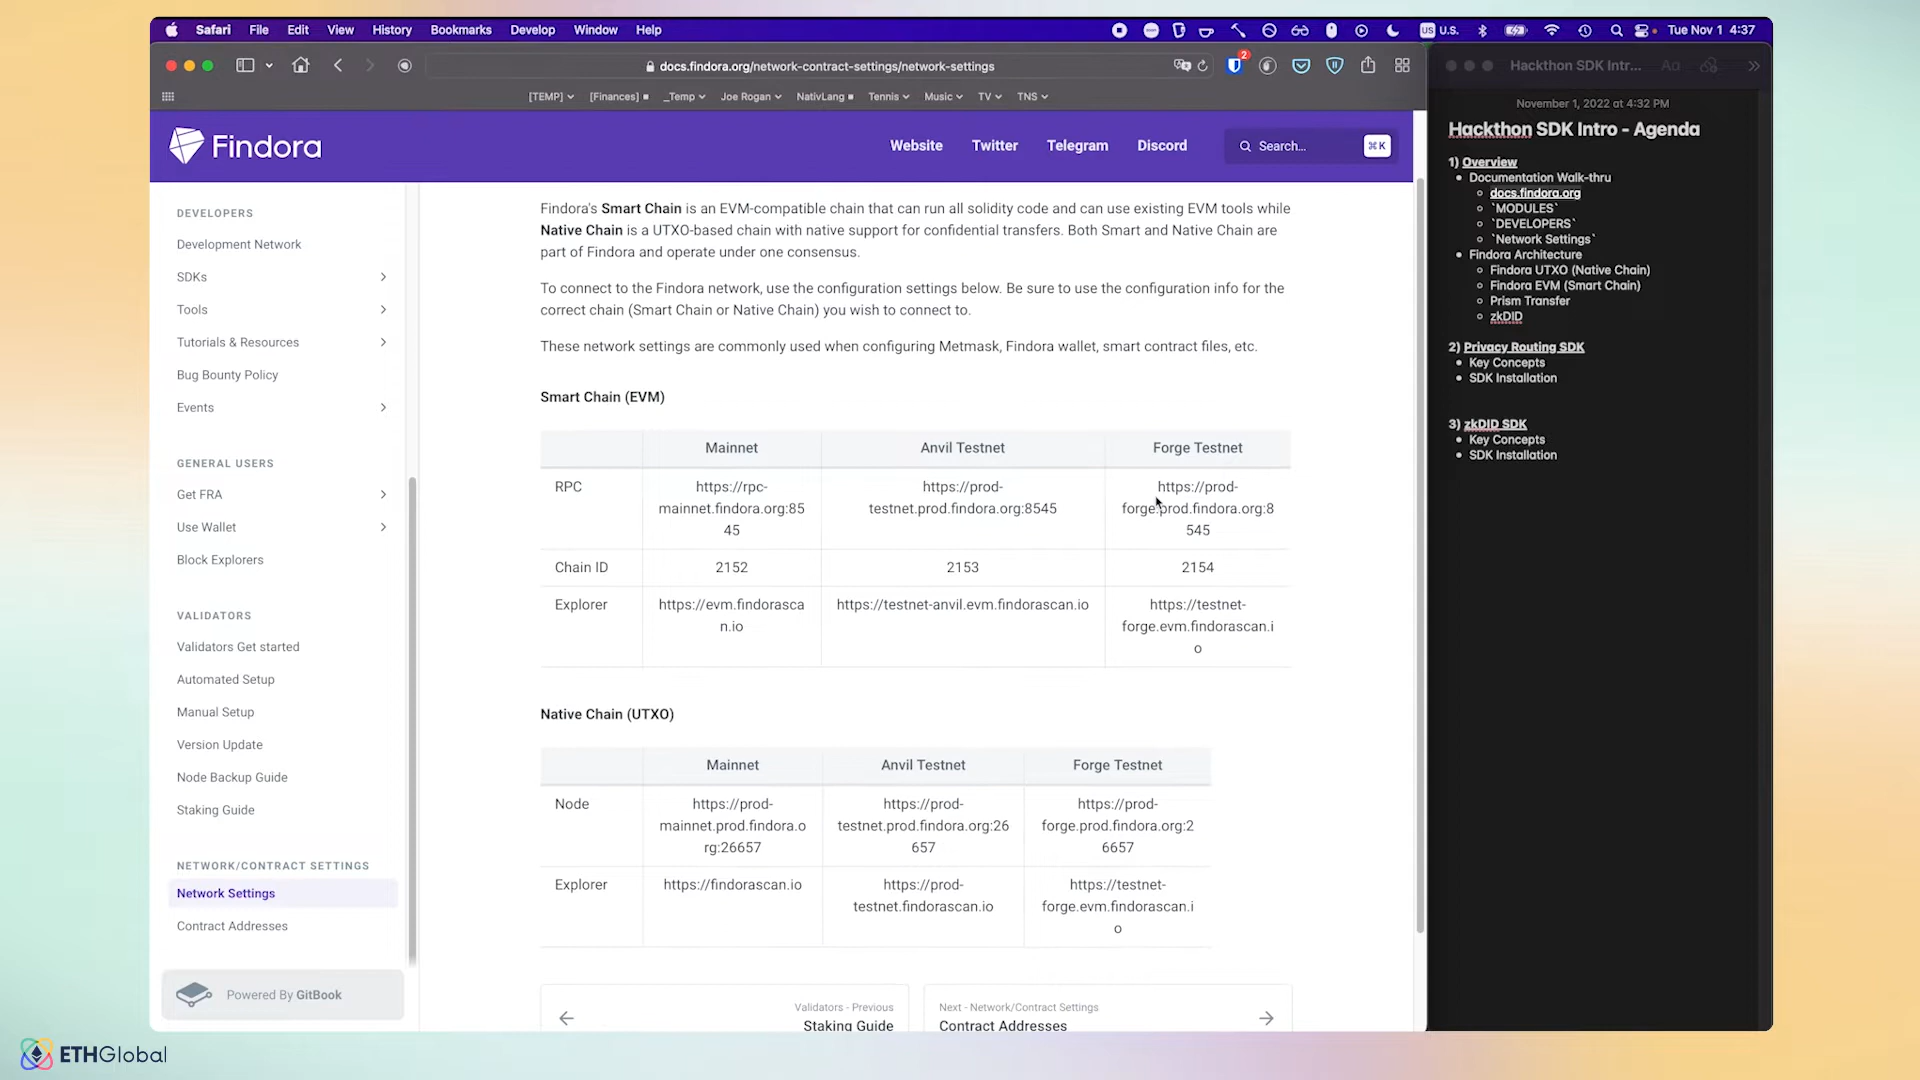 Safari File Edit View History Bookmarks Develop Window Help
US U.S.
Tue Nov 1 4:37
docs.findora.org/network-contract-settings/network-settings
2
[TEMP] [Finances] _Temp Joe Rogan NativLang Tennis Music TV TNS
Findora
Website Twitter Telegram Discord
Search... ⌘K
DEVELOPERS
Development Network
SDKs
Tools
Tutorials & Resources
Bug Bounty Policy
Events
GENERAL USERS
Get FRA
Use Wallet
Block Explorers
VALIDATORS
Validators Get started
Automated Setup
Manual Setup
Version Update
Node Backup Guide
Staking Guide
NETWORK/CONTRACT SETTINGS
Network Settings
Contract Addresses
Powered By GitBook
Findora's Smart Chain is an EVM-compatible chain that can run all solidity code and can use existing EVM tools while
Native Chain is a UTXO-based chain with native support for confidential transfers. Both Smart and Native Chain are
part of Findora and operate under one consensus.
To connect to the Findora network, use the configuration settings below. Be sure to use the configuration info for the
correct chain (Smart Chain or Native Chain) you wish to connect to.
These network settings are commonly used when configuring Metmask, Findora wallet, smart contract files, etc.
Smart Chain (EVM)
Mainnet Anvil Testnet Forge Testnet
RPC
https://rpc-
mainnet.findora.org:85
45
https://prod-
testnet.prod.findora.org:8545
https://prod-
forge.prod.findora.org:8
545
Chain ID 2152 2153 2154
Explorer
https://evm.findorasca
n.io
https://testnet-anvil.evm.findorascan.io
https://testnet-
forge.evm.findorascan.i
o
Native Chain (UTXO)
Mainnet Anvil Testnet Forge Testnet
Node
https://prod-
mainnet.prod.findora.o
rg:26657
https://prod-
testnet.prod.findora.org:26
657
https://prod-
forge.prod.findora.org:2
6657
Explorer
https://findorascan.io
https://prod-
testnet.findorascan.io
https://testnet-
forge.evm.findorascan.i
o
Validators - Previous
Staking Guide
Next - Network/Contract Settings
Contract Addresses
Hackthon SDK Intr...
Aa
November 1, 2022 at 4:32 PM
Hackthon SDK Intro - Agenda
1) Overview
• Documentation Walk-thru
○ docs.findora.org
○ `MODULES`
○ `DEVELOPERS`
○ `Network Settings`
• Findora Architecture
○ Findora UTXO (Native Chain)
○ Findora EVM (Smart Chain)
○ Prism Transfer
○ zkDID
2) Privacy Routing SDK
• Key Concepts
• SDK Installation
3) zkDID SDK
• Key Concepts
• SDK Installation
ETHGlobal